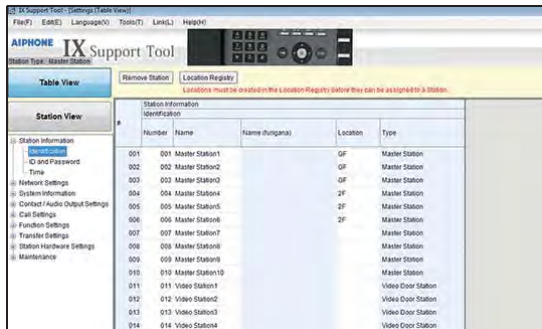 IX Support Tool - [Settings (Table View)]
File(F) Edit(E) Language(V) Tools(T) Link(L) Help(H)
AIPHONE IX Support Tool
Station Type: Master Station
Table View
Remove Station Location Registry
Locations must be created in the Location Registry before they can be assigned to a Station.
Station View
Station Information
Identification
ID and Password
Time
Network Settings
System Information
Contact / Audio Output Settings
Call Settings
Function Settings
Transfer Settings
Station Hardware Settings
Maintenance
Station Information
Identification
# Number Name Name (furigana) Location Type
001 001 Master Station1 GF Master Station
002 002 Master Station2 GF Master Station
003 003 Master Station3 GF Master Station
004 004 Master Station4 2F Master Station
005 005 Master Station5 2F Master Station
006 006 Master Station6 2F Master Station
007 007 Master Station7 Master Station
008 008 Master Station8 Master Station
009 009 Master Station9 Master Station
010 010 Master Station10 Master Station
011 011 Video Station1 Video Door Station
012 012 Video Station2 Video Door Station
013 013 Video Station3 Video Door Station
014 014 Video Station4 Video Door Station